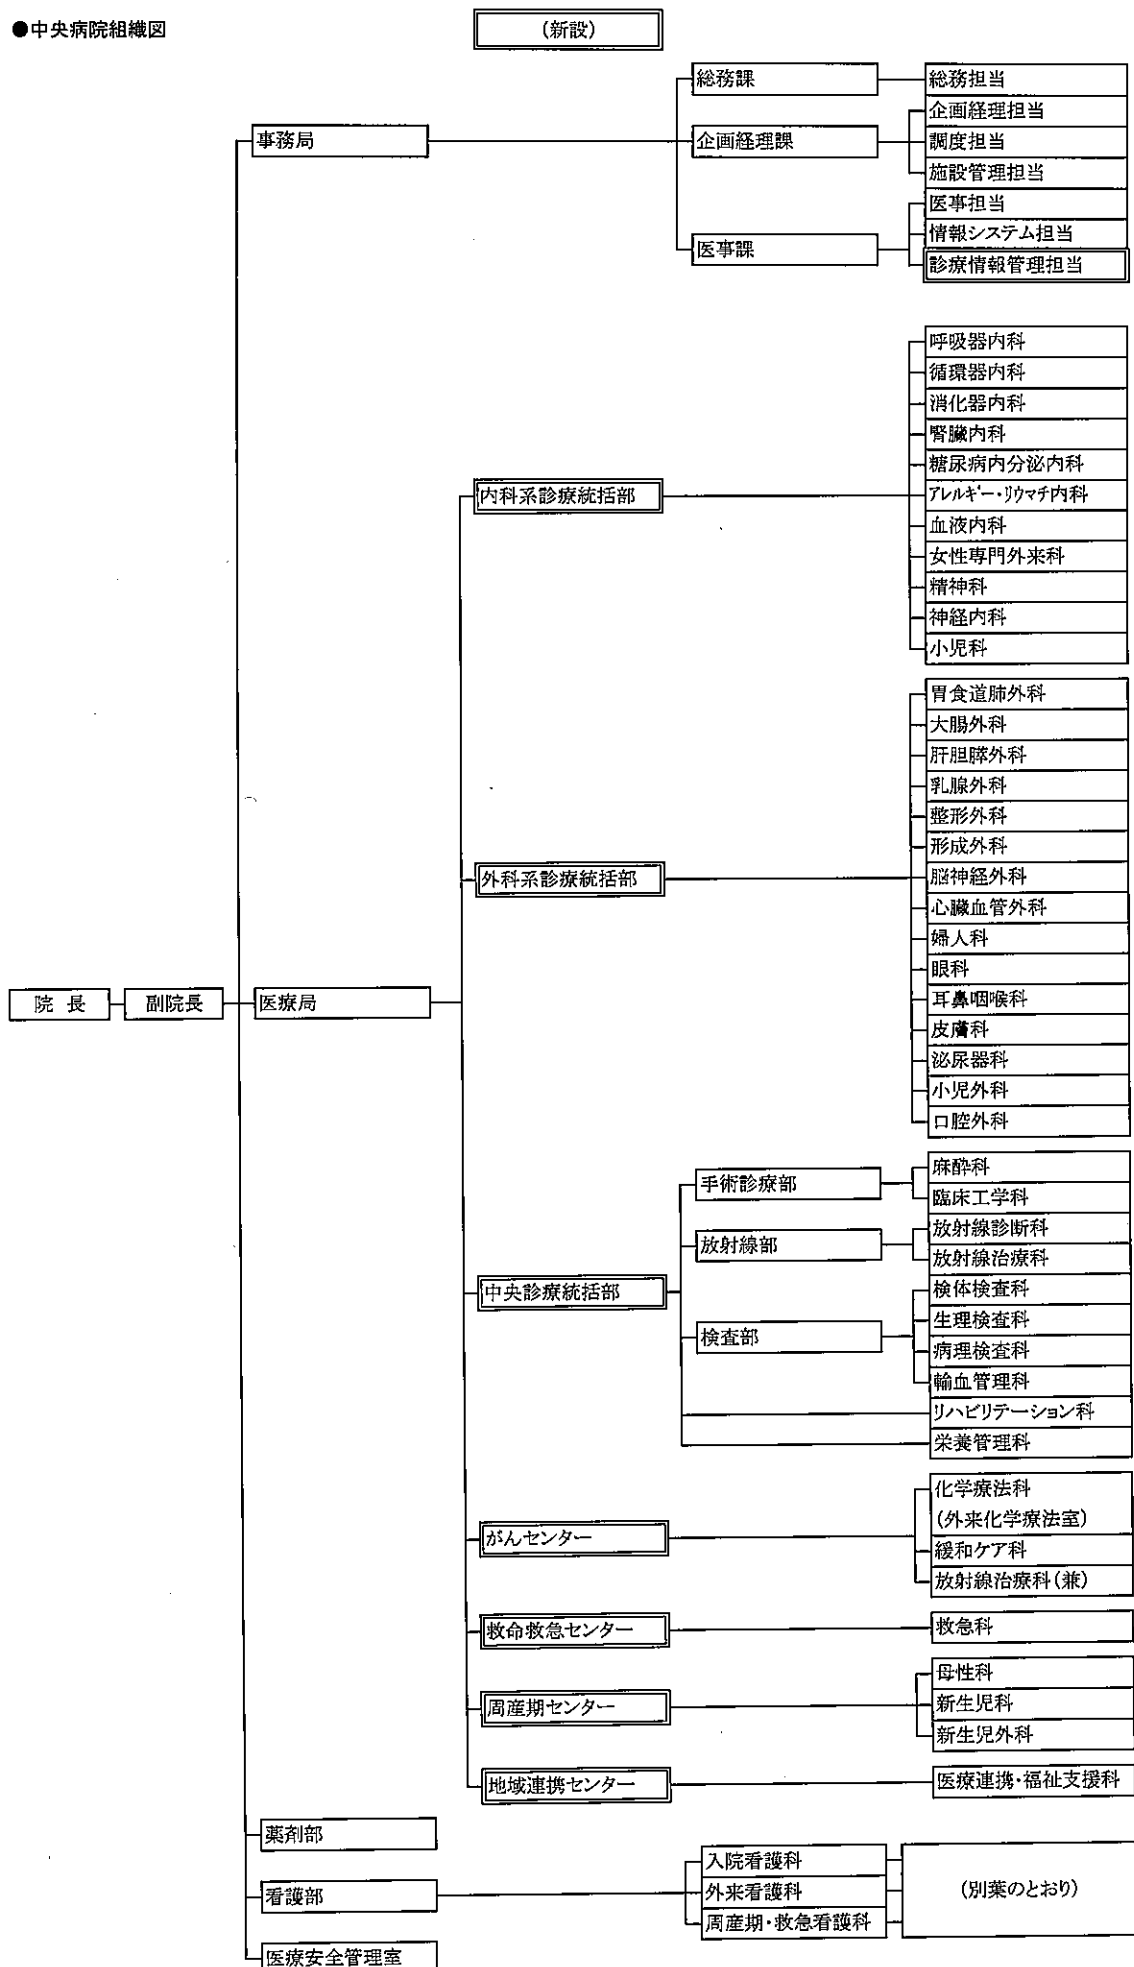 ●中央病院組織図
(新設)
総務課
総務担当
事務局
企画経理課
企画経理担当
調度担当
施設管理担当
医事課
医事担当
情報システム担当
診療情報管理担当
内科系診療統括部
呼吸器内科
循環器内科
消化器内科
腎臓内科
糖尿病内分泌内科
アレルギー・リウマチ内科
血液内科
女性専門外来科
精神科
神経内科
小児科
外科系診療統括部
胃食道肺外科
大腸外科
肝胆膵外科
乳腺外科
整形外科
形成外科
脳神経外科
心臓血管外科
婦人科
眼科
耳鼻咽喉科
皮膚科
泌尿器科
小児外科
口腔外科
院 長
副院長
医療局
中央診療統括部
手術診療部
麻酔科
臨床工学科
放射線部
放射線診断科
放射線治療科
検査部
検体検査科
生理検査科
病理検査科
輸血管理科
リハビリテーション科
栄養管理科
がんセンター
化学療法科
(外来化学療法室)
緩和ケア科
放射線治療科(兼)
救命救急センター
救急科
周産期センター
母性科
新生児科
新生児外科
地域連携センター
医療連携・福祉支援科
薬剤部
看護部
入院看護科
外来看護科
周産期・救急看護科
(別葉のとおり)
医療安全管理室